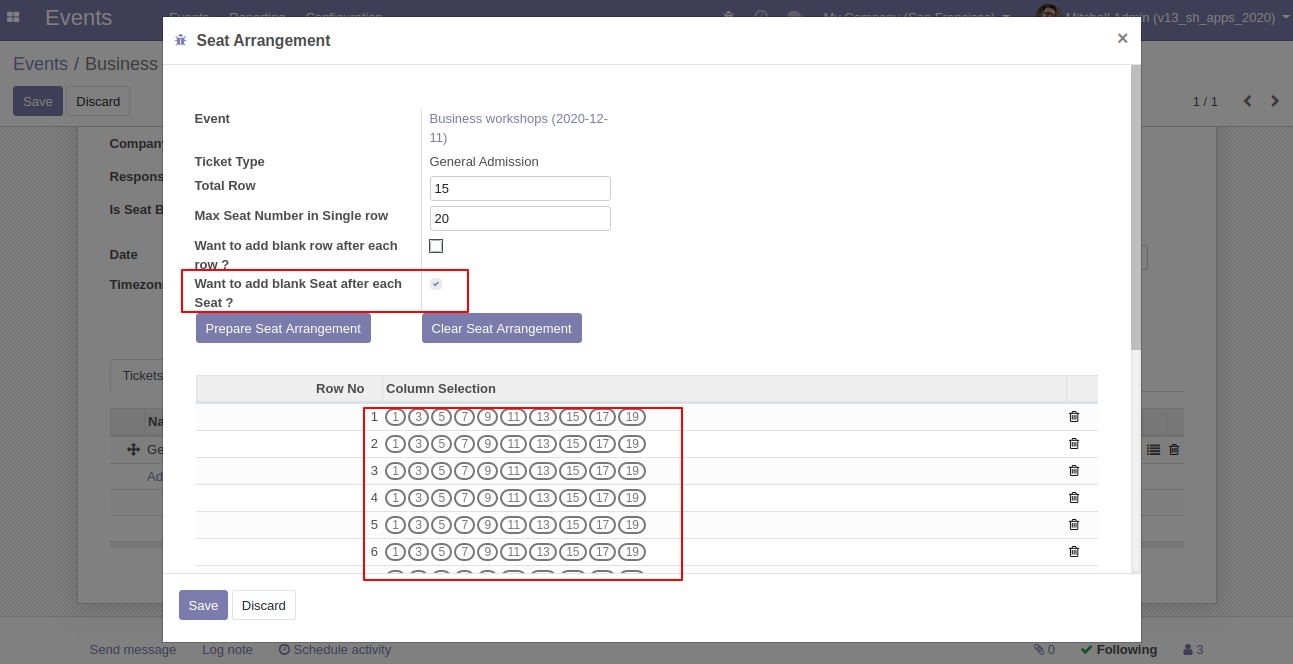 Events Events Reporting Configuration My Company (San Francisco) Mitchell Admin (v13_sh_apps_2020)
Seat Arrangement ×
Events / Business
Save Discard
1 / 1
Event Business workshops (2020-12-
11)
Ticket Type General Admission
Total Row 15
Max Seat Number in Single row 20
Want to add blank row after each
row ?
Want to add blank Seat after each
Seat ?
Prepare Seat Arrangement Clear Seat Arrangement
Company
Respons
Is Seat B
Date
Timezon
Tickets
Na
Ge
Ad
Row No Column Selection
1 1 3 5 7 9 11 13 15 17 19
2 1 3 5 7 9 11 13 15 17 19
3 1 3 5 7 9 11 13 15 17 19
4 1 3 5 7 9 11 13 15 17 19
5 1 3 5 7 9 11 13 15 17 19
6 1 3 5 7 9 11 13 15 17 19
Save Discard
Send message Log note Schedule activity 0 Following 3